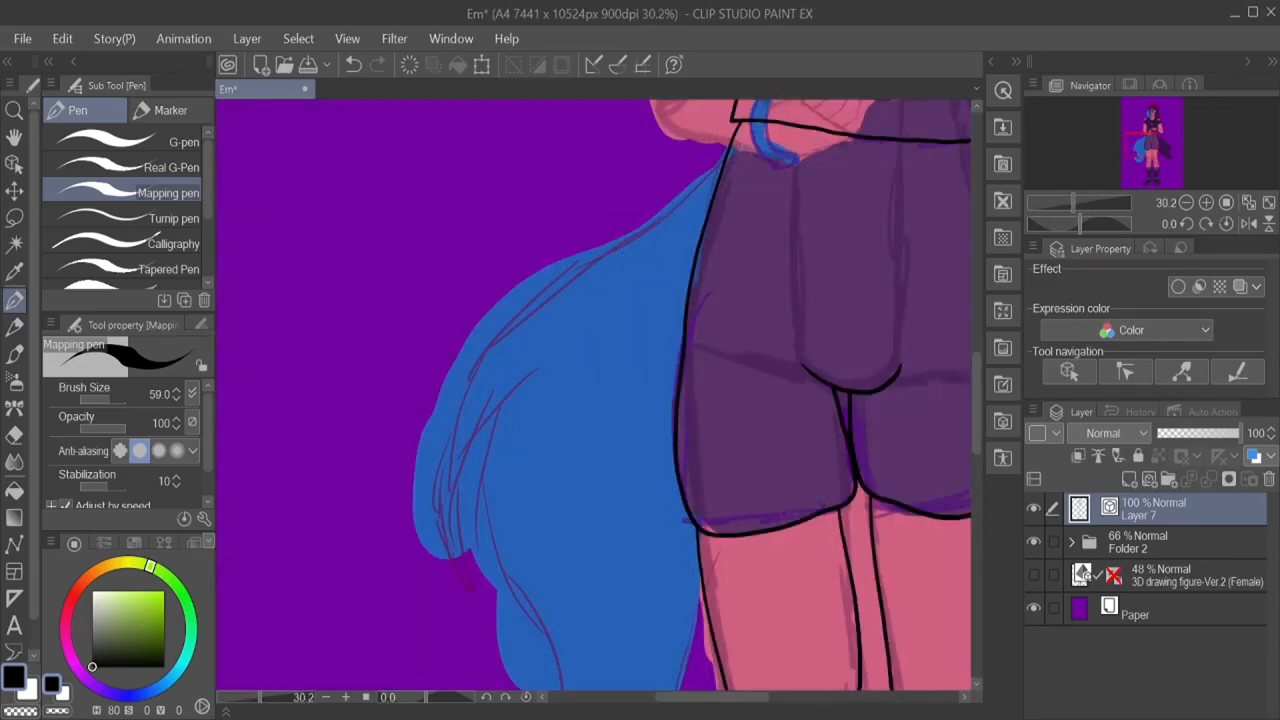 Em* (A4 7441 x 10524px 900dpi 30.2%) - CLIP STUDIO PAINT EX
File Edit Story(P) Animation Layer Select View Filter Window Help
Sub Tool [Pen]
Em*
Navigator
Pen Marker
G-pen
Real G-Pen
Mapping pen
Turnip pen
Calligraphy
Tapered Pen
30.2
0.0
Layer Property
Effect
Expression color
Color
Tool navigation
Tool property [Mappin
Mapping pen
Brush Size 59.0
Opacity 100
Anti-aliasing
Stabilization 10
Adjust by speed
Layer History Auto Action
Normal 100
100 % Normal
Layer 7
66 % Normal
Folder 2
48 % Normal
3D drawing figure-Ver.2 (Female)
Paper
30.2 0.0
H 80 S 0 V 0